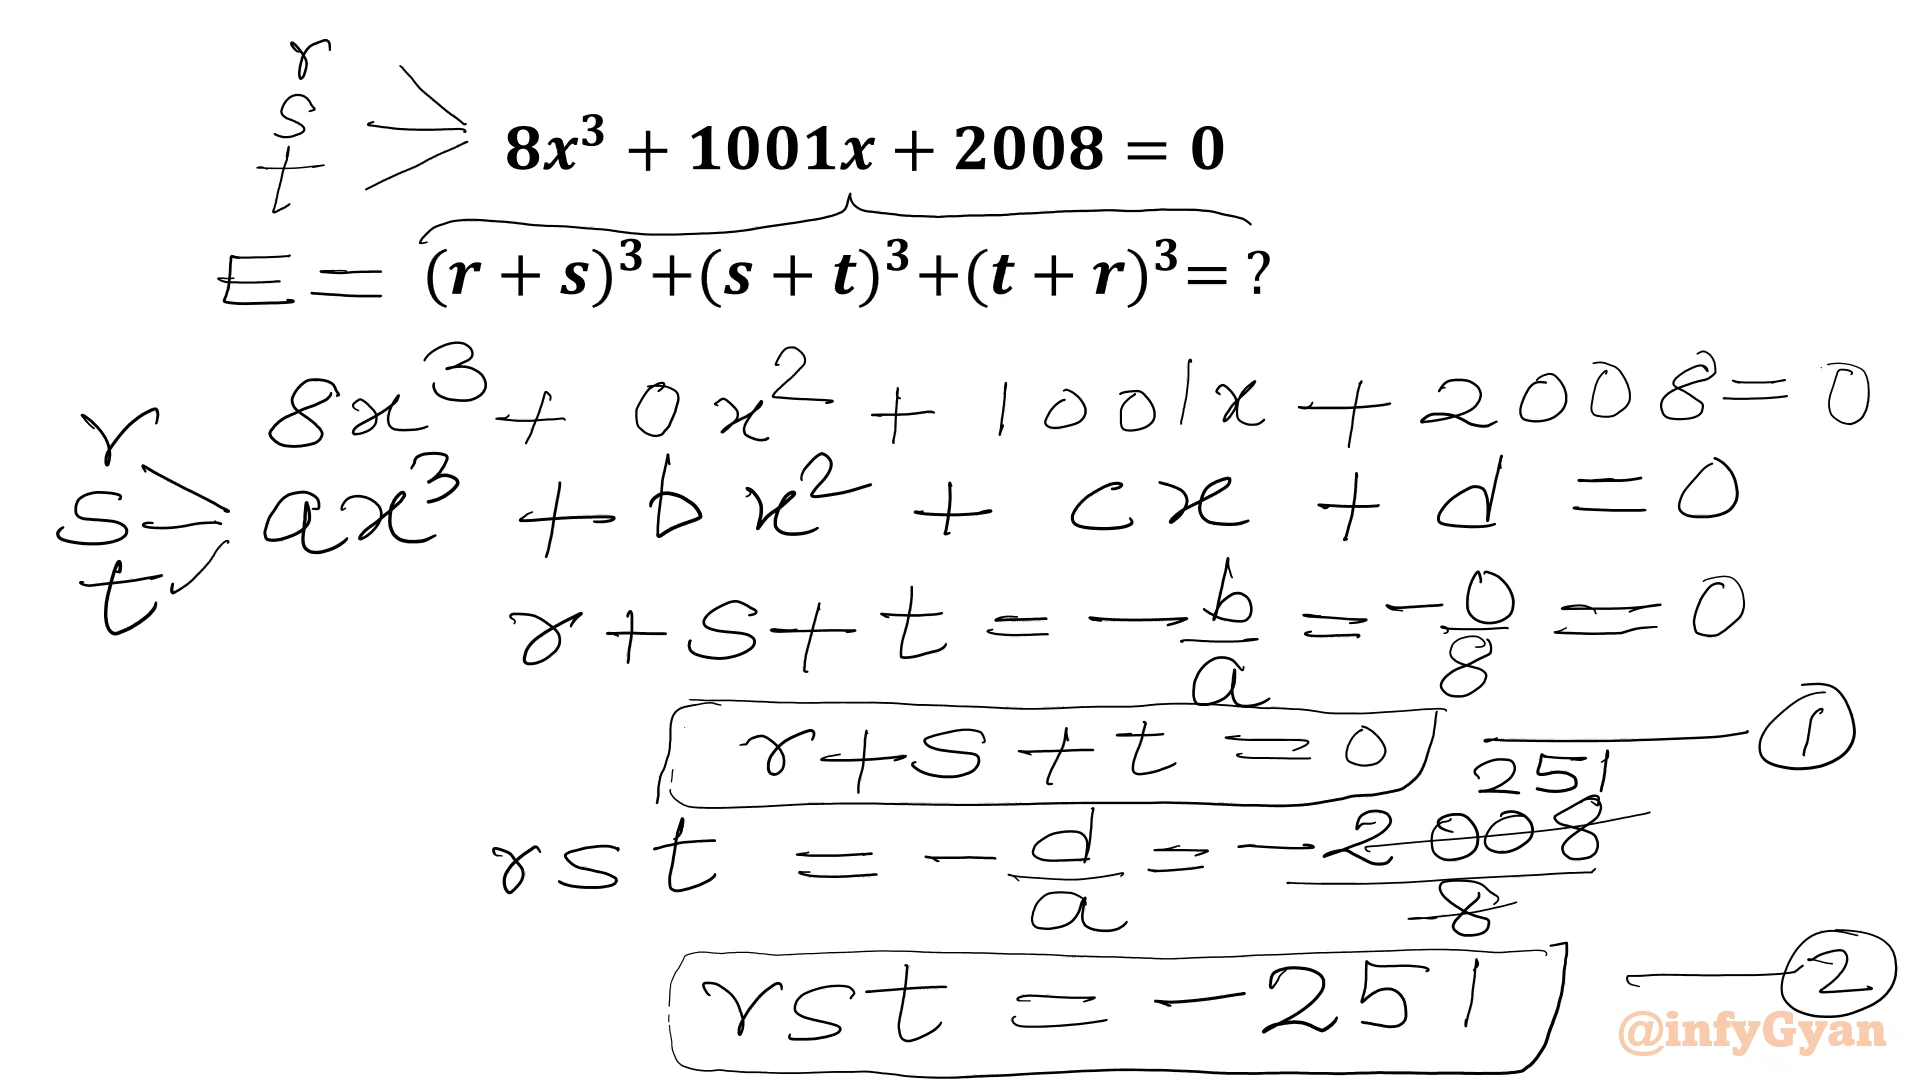 r
s
t
8x³ + 1001x + 2008 = 0
E = (r + s)³+(s + t)³+(t + r)³= ?
8x³ + 0x² + 1001x + 2008 = 0
r
s
t
ax³ + bx² + cx + d = 0
r + s + t = -b/a = -0/8 = 0
r + s + t = 0 ——— ①
251
rst = -d/a = -2008/8
rst = -251 ——— ②
@infyGyan